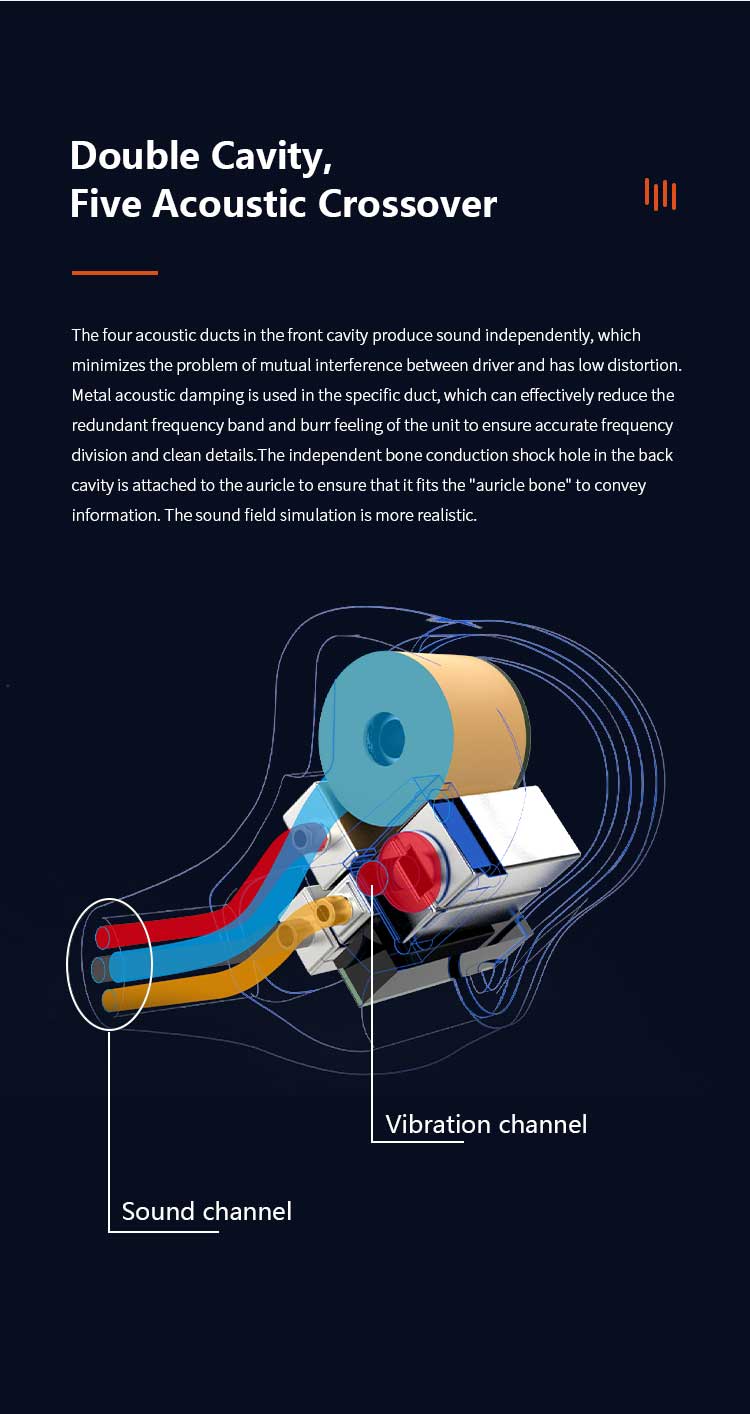 Double Cavity,
Five Acoustic Crossover
The four acoustic ducts in the front cavity produce sound independently, which
minimizes the problem of mutual interference between driver and has low distortion.
Metal acoustic damping is used in the specific duct, which can effectively reduce the
redundant frequency band and burr feeling of the unit to ensure accurate frequency
division and clean details.The independent bone conduction shock hole in the back
cavity is attached to the auricle to ensure that it fits the "auricle bone" to convey
information. The sound field simulation is more realistic.
Vibration channel
Sound channel